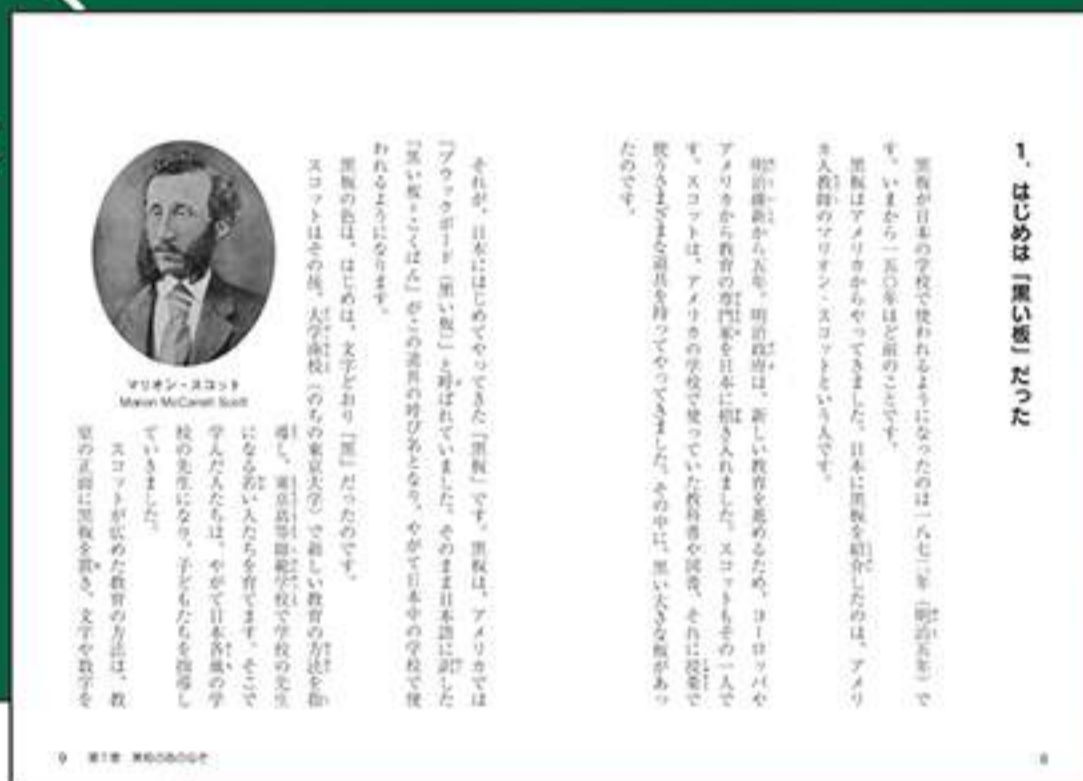 1、はじめは「黒い板」だった
黒板が日本の学校で使われるようになったのは一八七二年（明治五年）で
す。いまから一五〇年ほど前のことです。
黒板はアメリカからやってきました。日本に黒板を紹介したのは、アメリ
カ人教師のマリオン・スコットという人です。
明治維新から五年。明治政府は、新しい教育を進めるため、ヨーロッパや
アメリカから教育の専門家を日本に招き入れました。スコットもその一人で
す。スコットは、アメリカの学校で使っていた教科書や図書、それに授業で
使うさまざまな道具を持ってやってきました。その中に、黒い大きな板があっ
たのです。
それが、日本にはじめてやってきた「黒板」です。黒板は、アメリカでは
「ブラックボード（黒い板）」と呼ばれていました。そのまま日本語に訳した
「黒い板＝こくばん」がこの道具の呼び名となり、やがて日本中の学校で使
われるようになります。
黒板の色は、はじめは、文字どおり「黒」だったのです。
スコットはその後、大学南校（のちの東京大学）で新しい教育の方法を指
導し、東京高等師範学校で学校の先生
になる若い人たちを育てます。そこで
学んだ人たちは、やがて日本各地の学
校の先生になり、子どもたちを指導し
ていきました。
スコットが広めた教育の方法は、教
室の正面に黒板を置き、文字や数字を
マリオン・スコット
Marion McCarrell Scott
8
9 第1章 黒板の色のなぞ